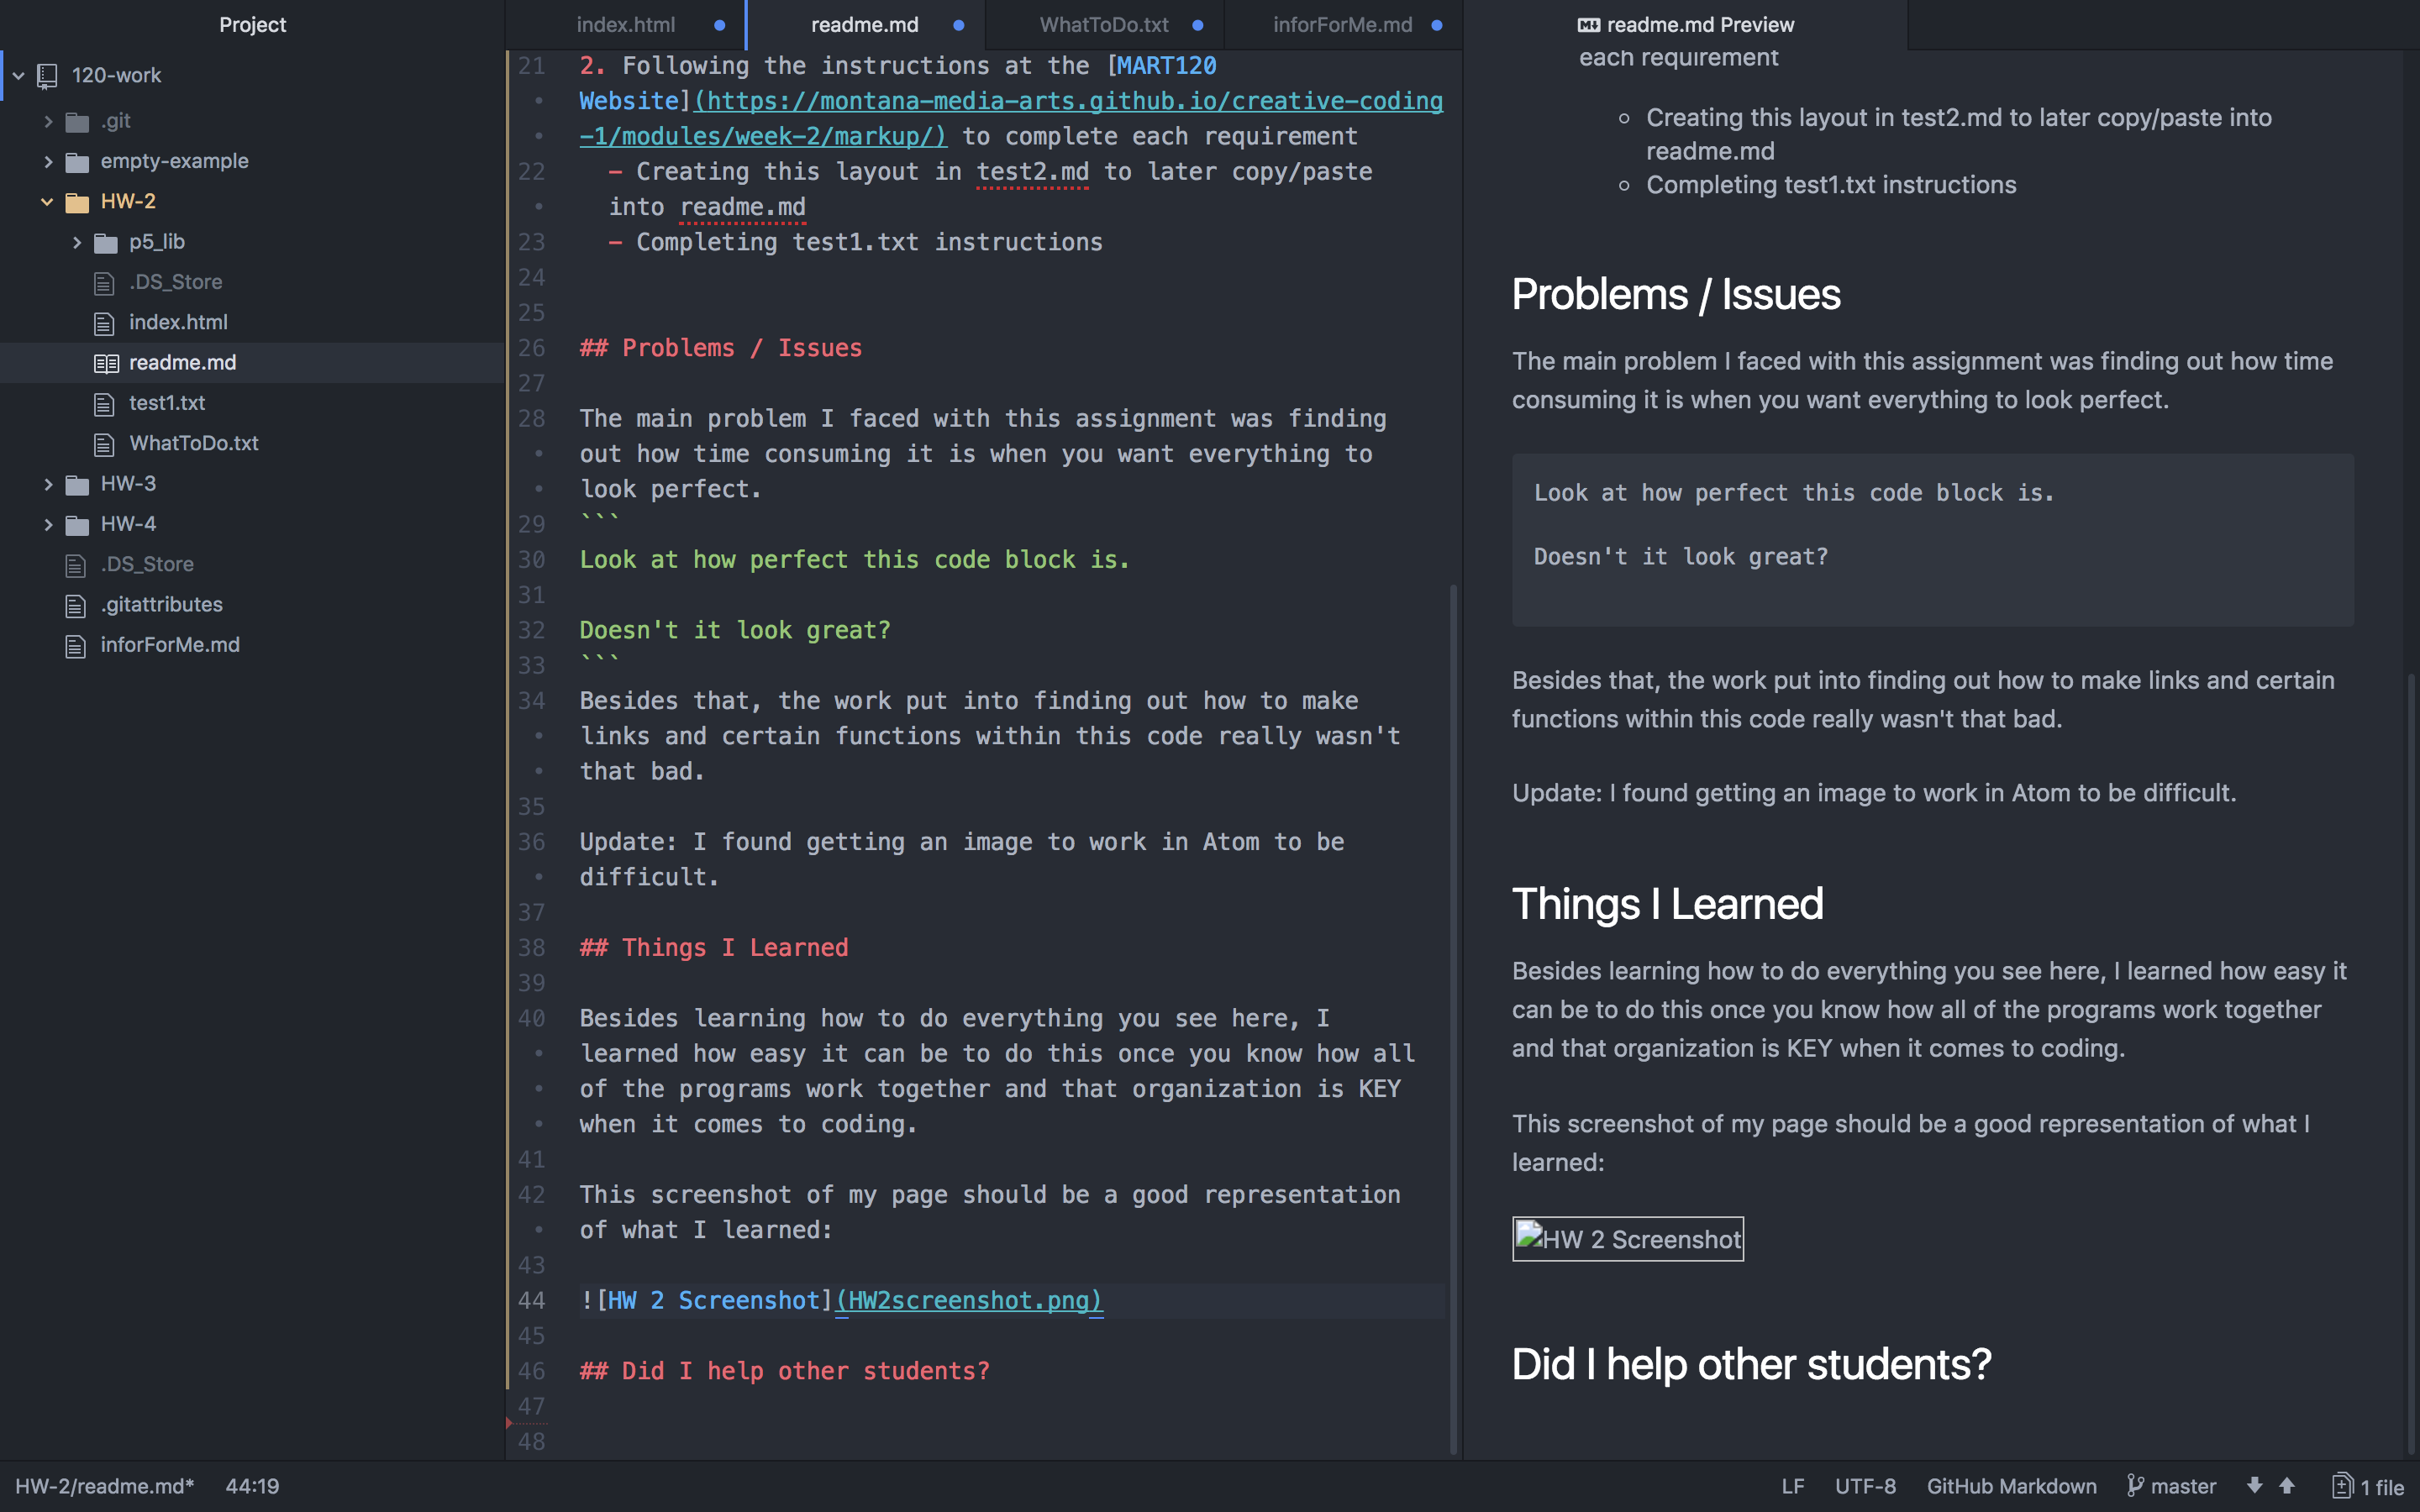 Project
120-work
.git
empty-example
HW-2
p5_lib
.DS_Store
index.html
readme.md
test1.txt
WhatToDo.txt
HW-3
HW-4
.DS_Store
.gitattributes
inforForMe.md
index.html
readme.md
WhatToDo.txt
inforForMe.md
21 2. Following the instructions at the [MART120
• Website](https://montana-media-arts.github.io/creative-coding
• -1/modules/week-2/markup/) to complete each requirement
22 - Creating this layout in test2.md to later copy/paste
• into readme.md
23 - Completing test1.txt instructions
24
25
26 ## Problems / Issues
27
28 The main problem I faced with this assignment was finding
• out how time consuming it is when you want everything to
• look perfect.
29 ```
30 Look at how perfect this code block is.
31
32 Doesn't it look great?
33 ```
34 Besides that, the work put into finding out how to make
• links and certain functions within this code really wasn't
• that bad.
35
36 Update: I found getting an image to work in Atom to be
• difficult.
37
38 ## Things I Learned
39
40 Besides learning how to do everything you see here, I
• learned how easy it can be to do this once you know how all
• of the programs work together and that organization is KEY
• when it comes to coding.
41
42 This screenshot of my page should be a good representation
• of what I learned:
43
44 ![HW 2 Screenshot](HW2screenshot.png)
45
46 ## Did I help other students?
47
48
readme.md Preview
each requirement
Creating this layout in test2.md to later copy/paste into
readme.md
Completing test1.txt instructions
Problems / Issues
The main problem I faced with this assignment was finding out how time
consuming it is when you want everything to look perfect.
Look at how perfect this code block is.
Doesn't it look great?
Besides that, the work put into finding out how to make links and certain
functions within this code really wasn't that bad.
Update: I found getting an image to work in Atom to be difficult.
Things I Learned
Besides learning how to do everything you see here, I learned how easy it
can be to do this once you know how all of the programs work together
and that organization is KEY when it comes to coding.
This screenshot of my page should be a good representation of what I
learned:
HW 2 Screenshot
Did I help other students?
HW-2/readme.md* 44:19
LF UTF-8 GitHub Markdown master 1 file